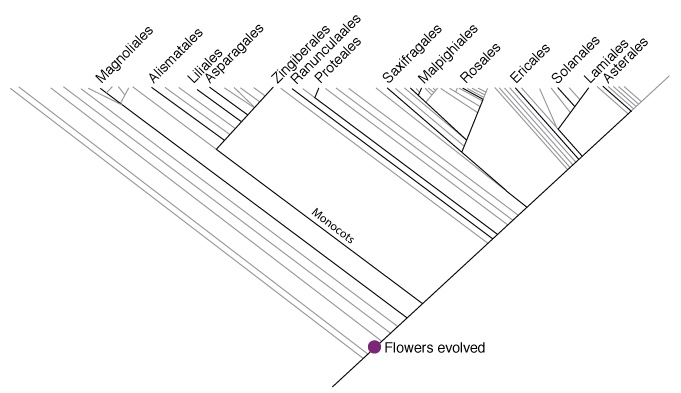 Magnoliales
Alismatales
Liliales
Asparagales
Zingiberales
Ranunculaales
Proteales
Saxifragales
Malpighiales
Rosales
Ericales
Solanales
Lamiales
Asterales
Monocots
Flowers evolved